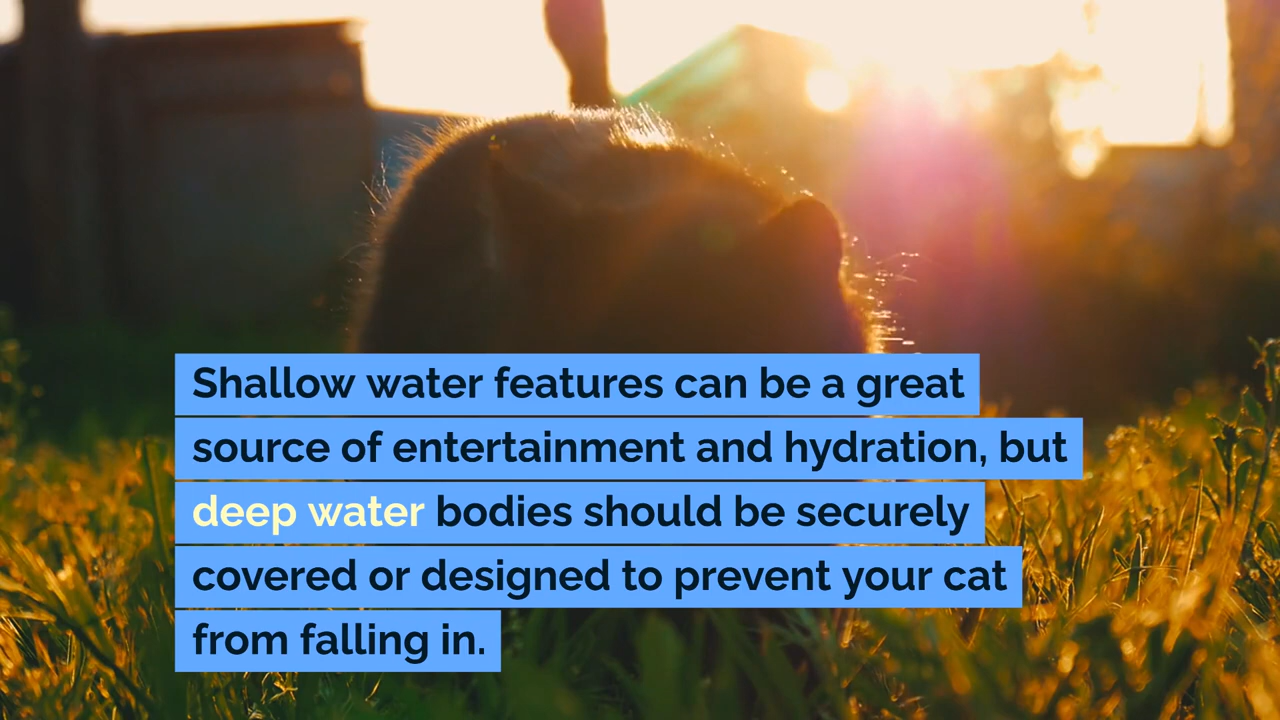 Shallow water features can be a great
source of entertainment and hydration, but
deep water bodies should be securely
covered or designed to prevent your cat
from falling in.